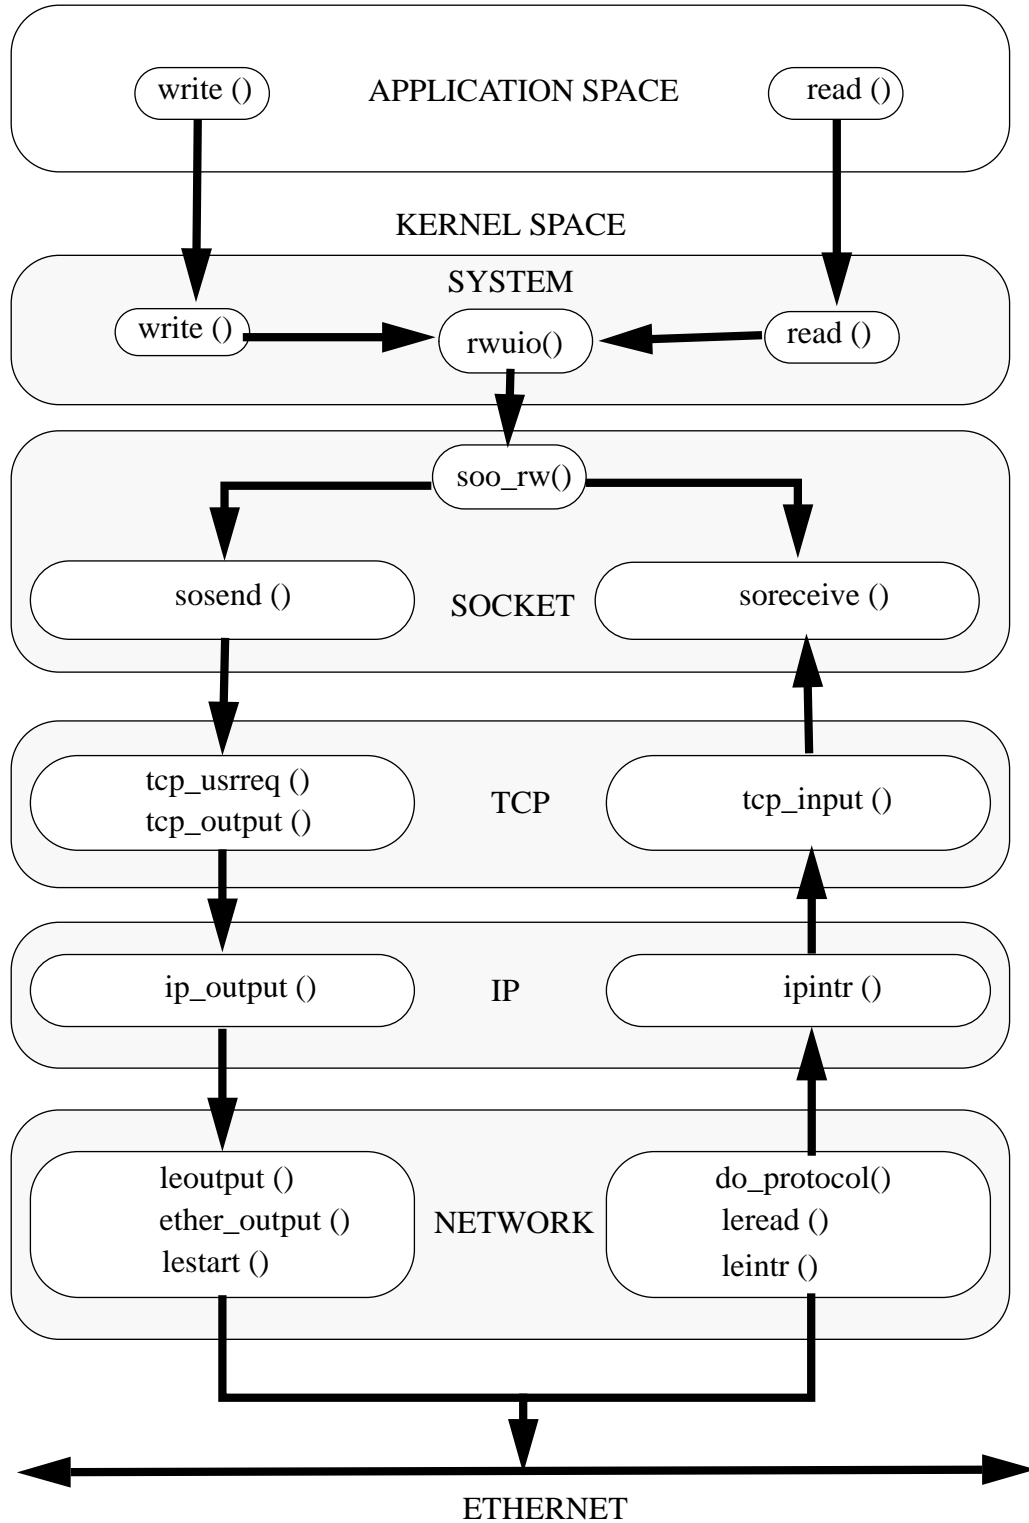 write ()
APPLICATION SPACE
read ()
KERNEL SPACE
SYSTEM
write ()
rwuio()
read ()
soo_rw()
sosend ()
SOCKET
soreceive ()
tcp_usrreq ()
tcp_output ()
TCP
tcp_input ()
ip_output ()
IP
ipintr ()
leoutput ()
ether_output ()
lestart ()
NETWORK
do_protocol()
leread ()
leintr ()
ETHERNET